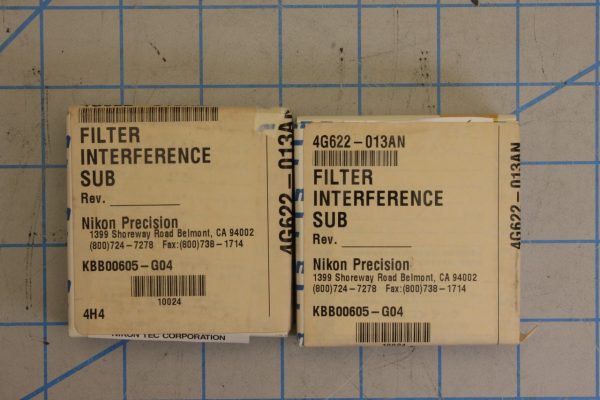 FILTER
INTERFERENCE
SUB
Rev.
Nikon Precision
1399 Shoreway Road Belmont, CA 94002
(800)724-7278 Fax:(800)738-1714
KBB00605-G04
10024
4H4
4G622-013AN
NIKON TEC CORPORATION
4G622-013AN
FILTER
INTERFERENCE
SUB
Rev.
Nikon Precision
1399 Shoreway Road Belmont, CA 94002
(800)724-7278 Fax:(800)738-1714
KBB00605-G04
10024
4G622-013AN